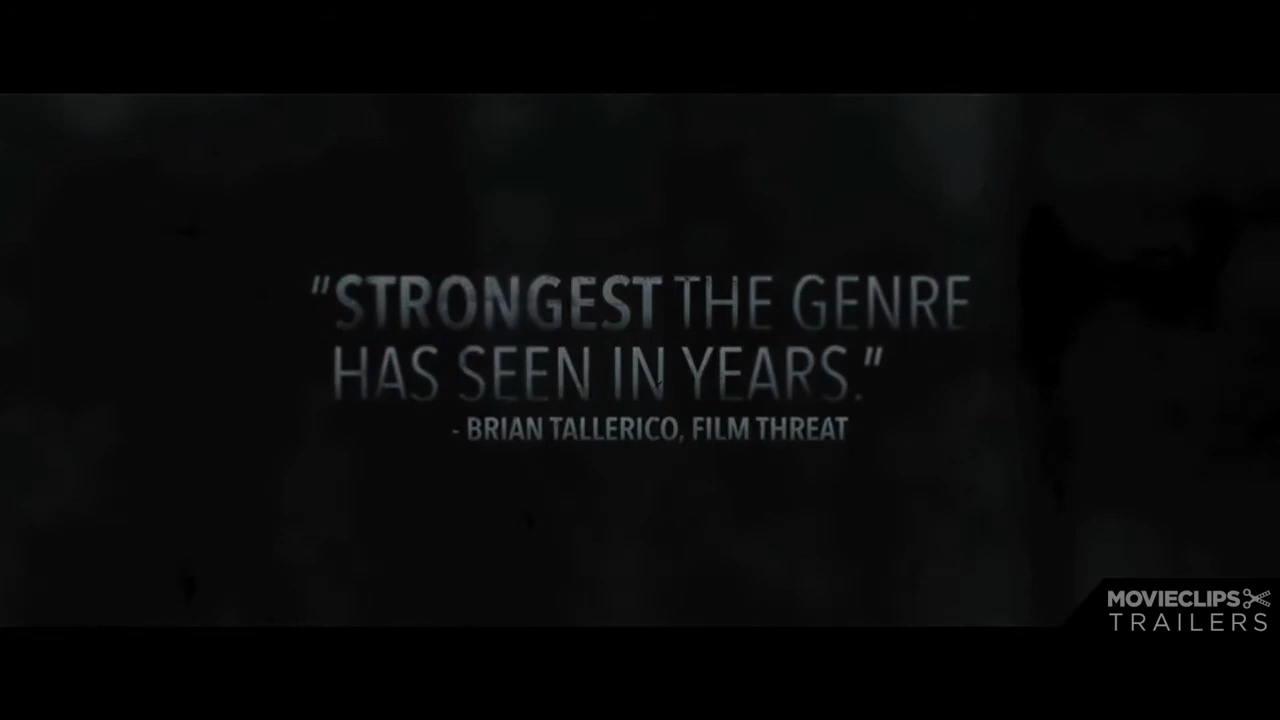 "STRONGEST THE GENRE
HAS SEEN IN YEARS."
- BRIAN TALLERICO, FILM THREAT
MOVIECLIPS
TRAILERS